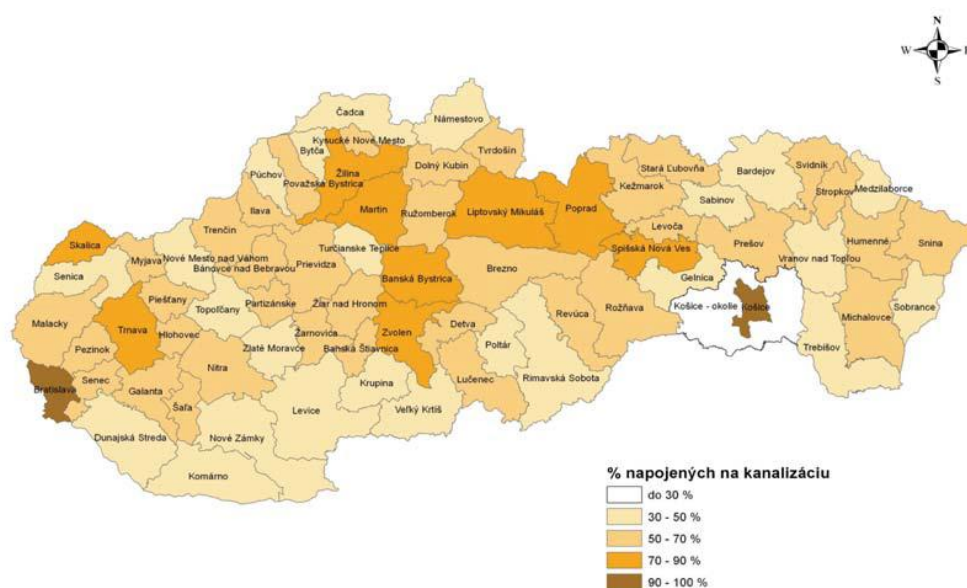 N
W
E
S
Čadca
Námestovo
Kysucké Nové Mesto
Bytča
Tvrdošín
Dolný Kubín
Púchov
Žilina
Považská Bystrica
Stará Ľubovňa
Kežmarok
Bardejov
Svidník
Stropkov
Medzilaborce
Sabinov
Ilava
Martin
Ružomberok
Liptovský Mikuláš
Poprad
Levoča
Prešov
Humenné
Snina
Trenčín
Turčianske Teplice
Spišská Nová Ves
Vranov nad Topľou
Skalica
Myjava
Nové Mesto nad Váhom
Bánovce nad Bebravou
Prievidza
Banská Bystrica
Brezno
Gelnica
Senica
Piešťany
Topoľčany
Partizánske
Žiar nad Hronom
Rožňava
Košice - okolie
Košice
Sobrance
Malacky
Trnava
Hlohovec
Zlaté Moravce
Žarnovica
Banská Štiavnica
Zvolen
Detva
Revúca
Michalovce
Pezinok
Poltár
Trebišov
Bratislava
Senec
Galanta
Nitra
Krupina
Lučenec
Rimavská Sobota
Šaľa
Levice
Veľký Krtíš
Dunajská Streda
Nové Zámky
Komárno
% napojených na kanalizáciu
do 30 %
30 - 50 %
50 - 70 %
70 - 90 %
90 - 100 %